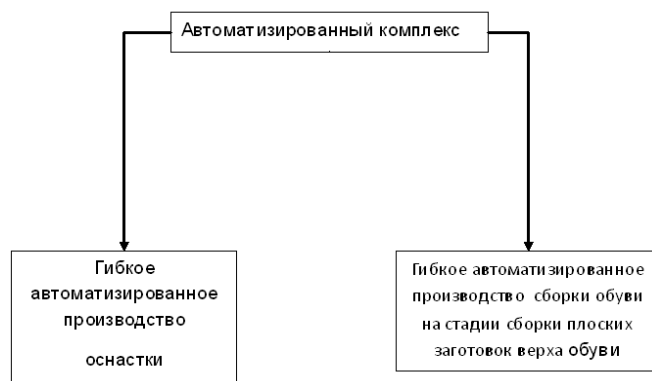 Автоматизированный комплекс
Гибкое
автоматизированное
производство
оснастки
Гибкое автоматизированное
производство сборки обуви
на стадии сборки плоских
заготовок верха обуви